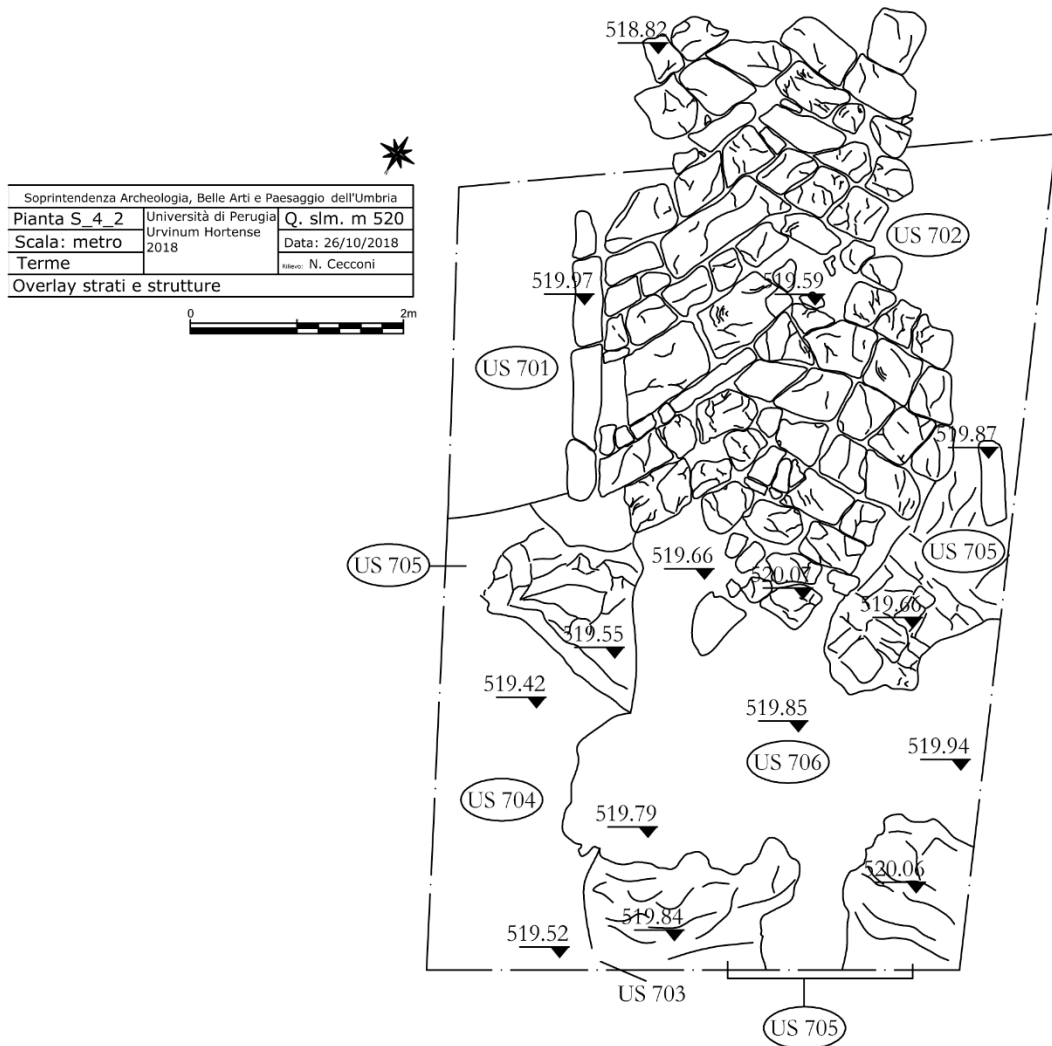 518.82
Soprintendenza Archeologia, Belle Arti e Paesaggio dell'Umbria
Pianta S_4_2
Università di Perugia
Urvinum Hortense
2018
Q. slm. m 520
Scala: metro
Data: 26/10/2018
Terme
Rilievo: N. Cecconi
Overlay strati e strutture
0
2m
US 702
519.97
519.59
US 701
519.87
US 705
519.66
520.07
US 705
519.66
519.55
519.42
519.85
US 706
519.94
US 704
519.79
520.06
519.84
519.52
US 703
US 705